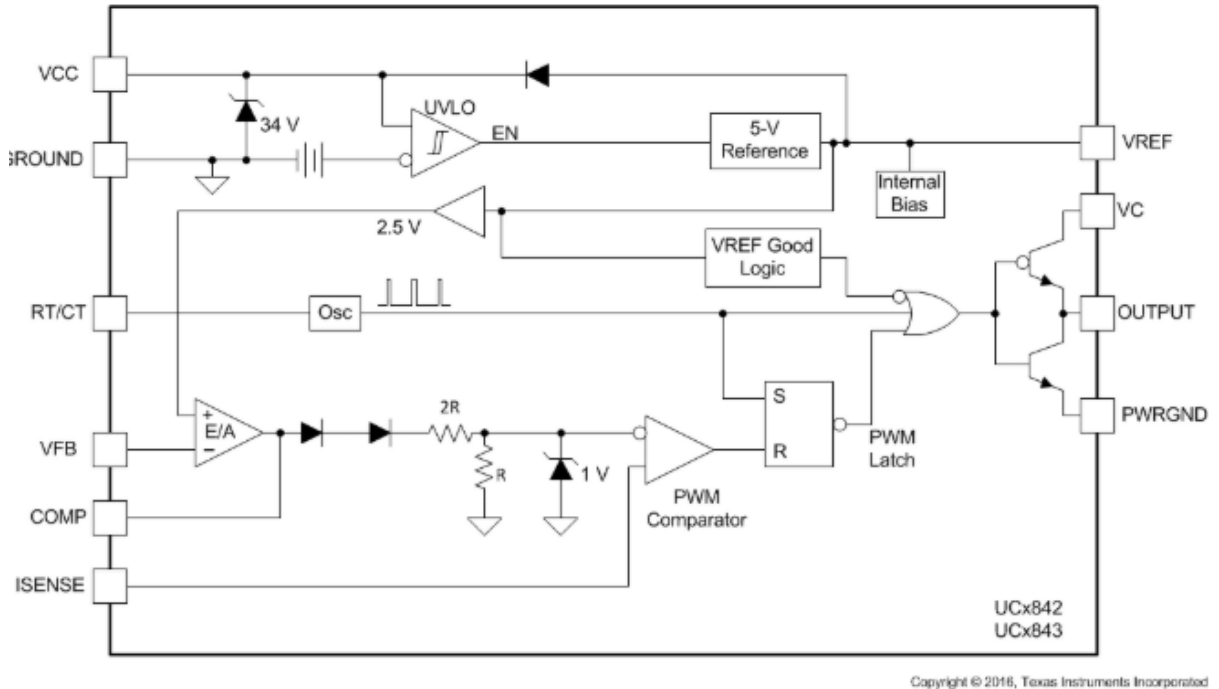 VCC
34 V
UVLO
EN
5-V
Reference
VREF
GROUND
Internal
Bias
VC
2.5 V
VREF Good
Logic
RT/CT
Osc
OUTPUT
2R
S
+
E/A
−
VFB
R
1 V
R
PWM
Latch
PWRGND
PWM
Comparator
COMP
ISENSE
UCx842
UCx843
Copyright © 2016, Texas Instruments Incorporated